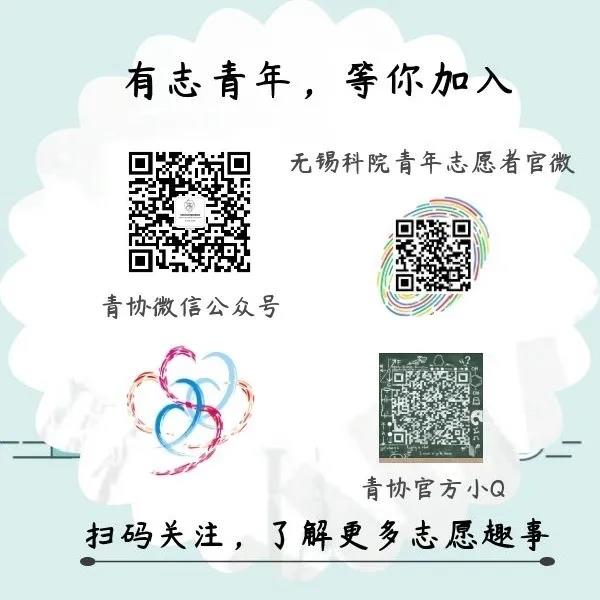 有志青年，等你加入
无锡科院青年志愿者官微
青协微信公众号
青协官方小Q
扫码关注，了解更多志愿趣事